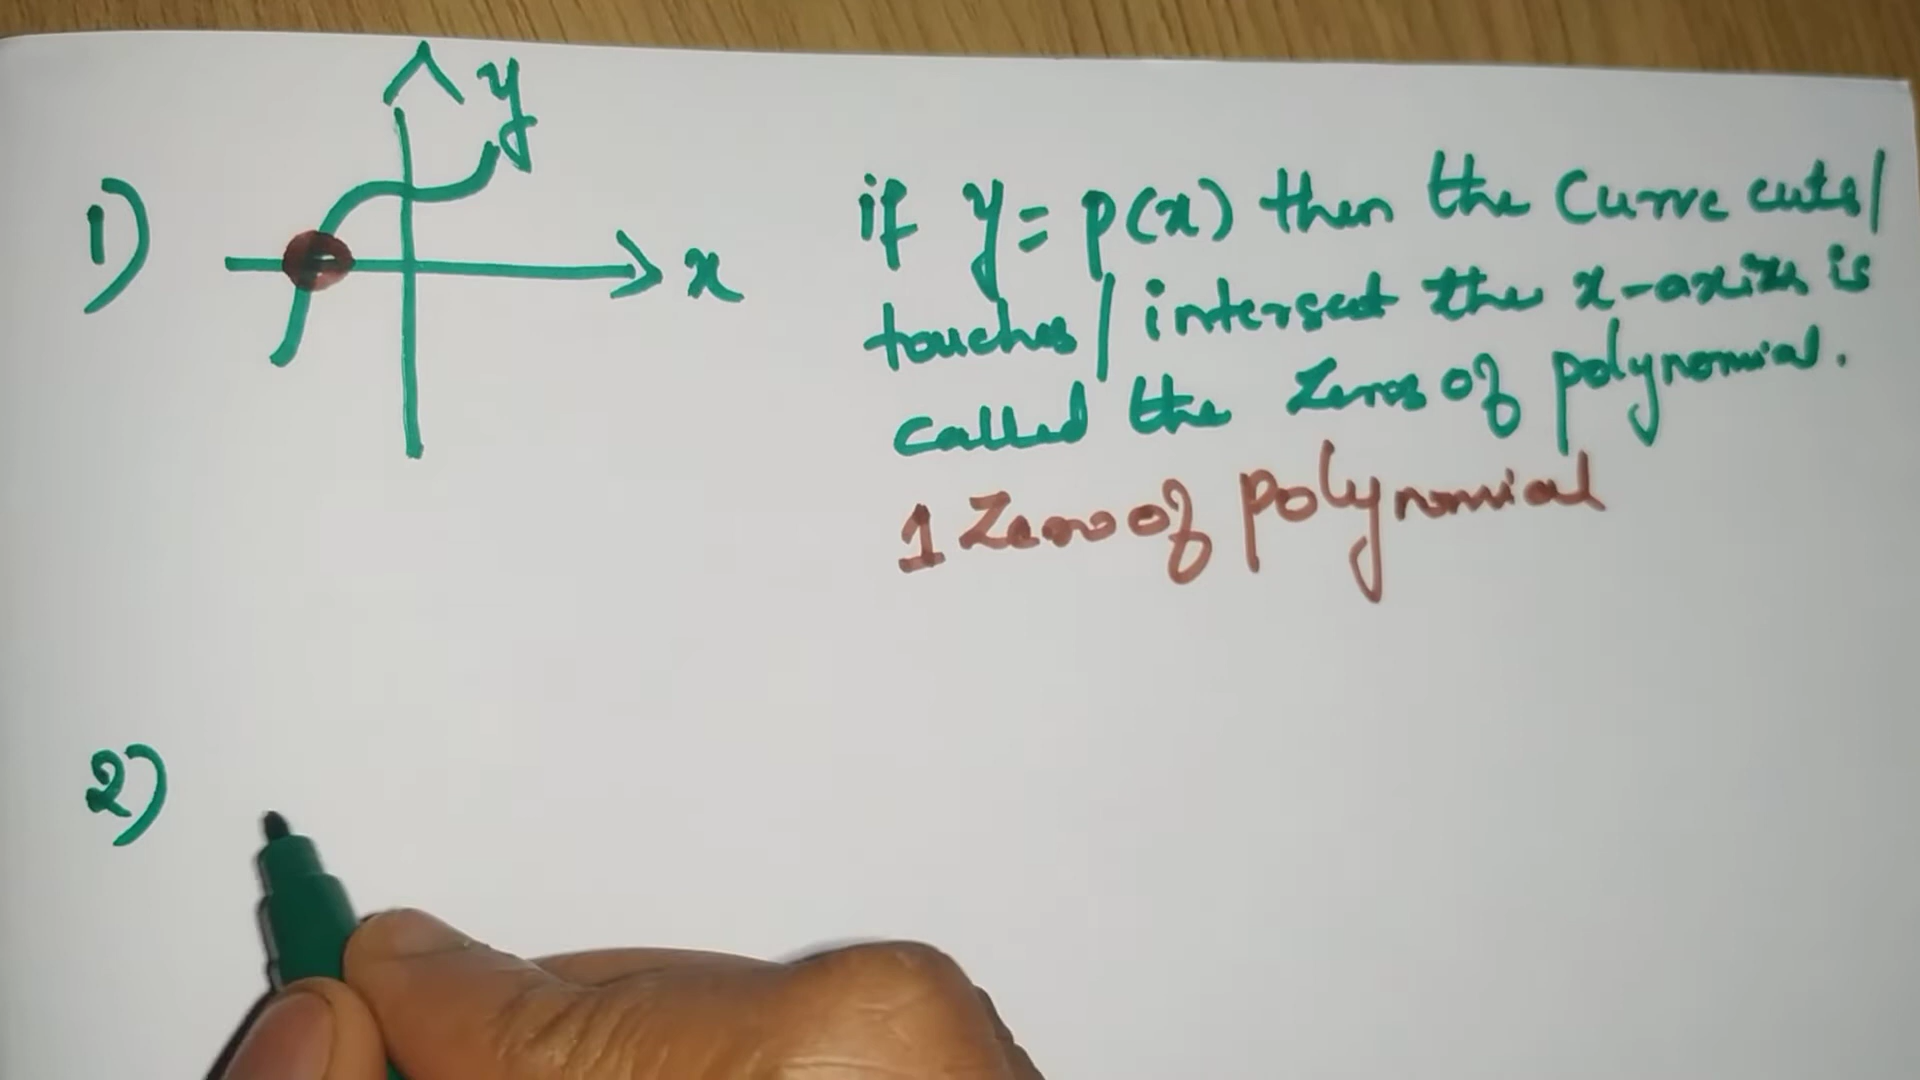 1)
y
x
if y = p(x) then the curve cuts/
touches/ intersect the x-axis is
called the Zeros of polynomial.
1 Zero of polynomial
2)